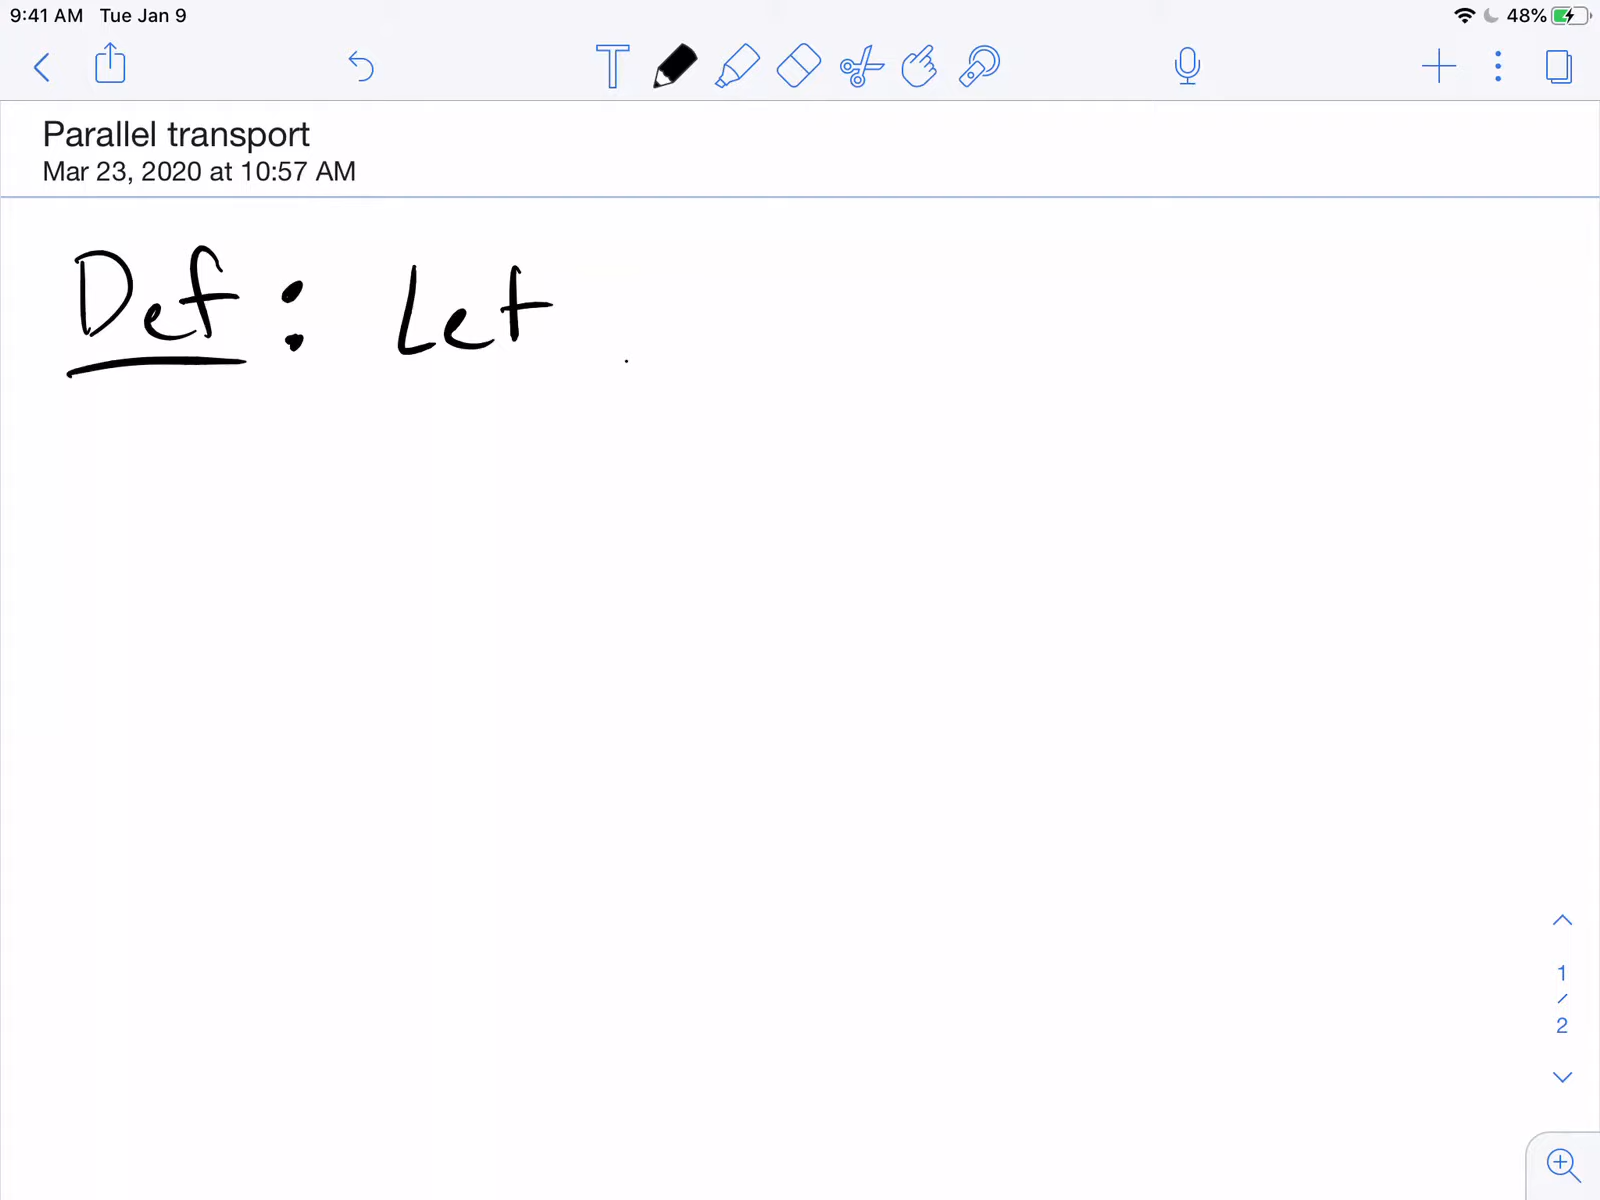 9:41 AM Tue Jan 9 48%
T
Parallel transport
Mar 23, 2020 at 10:57 AM
Def: Let
1
/
2